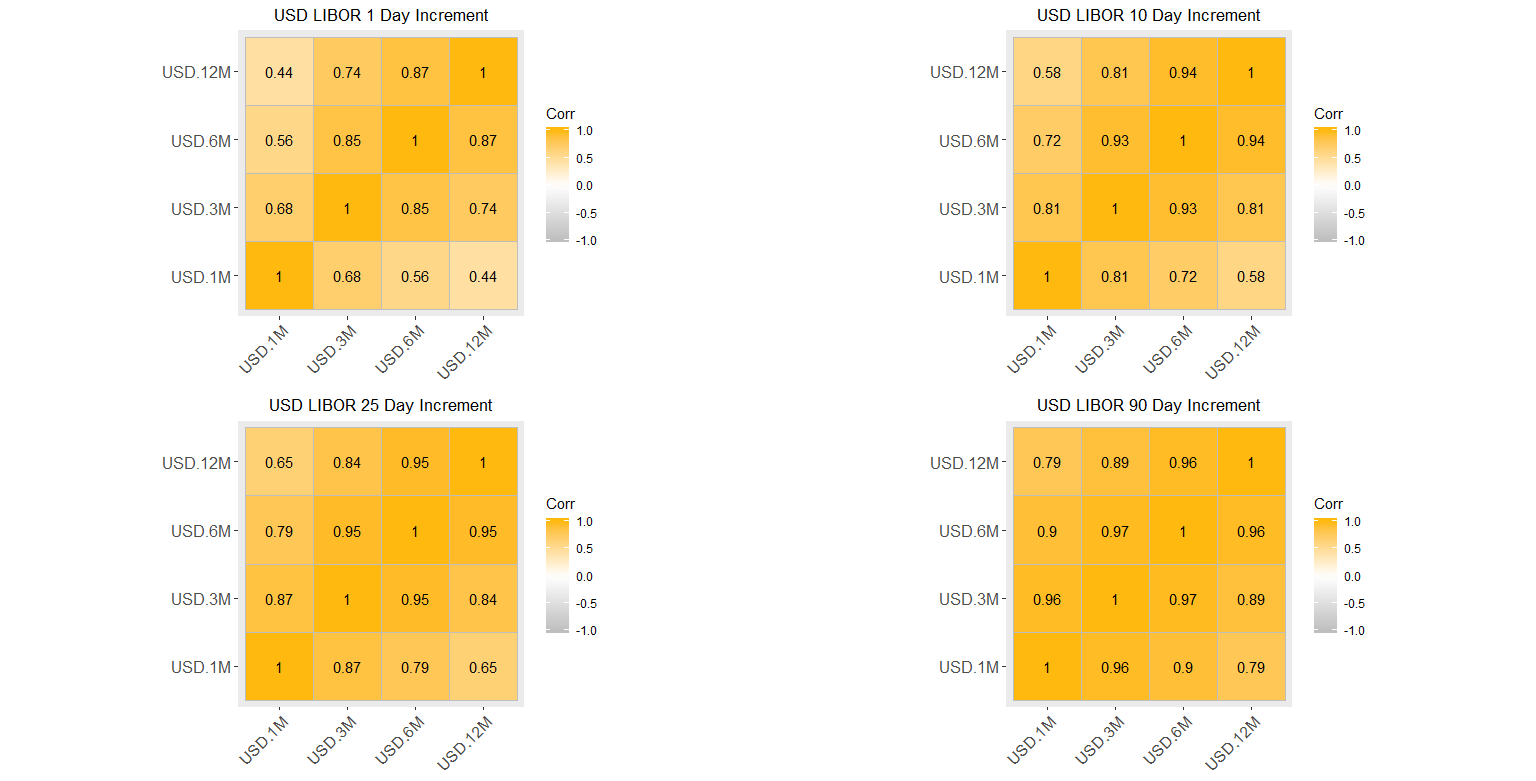 USD LIBOR 1 Day Increment
USD.12M 0.44 0.74 0.87 1
USD.6M 0.56 0.85 1 0.87
USD.3M 0.68 1 0.85 0.74
USD.1M 1 0.68 0.56 0.44
USD.1M USD.3M USD.6M USD.12M
Corr
1.0
0.5
0.0
-0.5
-1.0
USD LIBOR 10 Day Increment
USD.12M 0.58 0.81 0.94 1
USD.6M 0.72 0.93 1 0.94
USD.3M 0.81 1 0.93 0.81
USD.1M 1 0.81 0.72 0.58
USD.1M USD.3M USD.6M USD.12M
Corr
1.0
0.5
0.0
-0.5
-1.0
USD LIBOR 25 Day Increment
USD.12M 0.65 0.84 0.95 1
USD.6M 0.79 0.95 1 0.95
USD.3M 0.87 1 0.95 0.84
USD.1M 1 0.87 0.79 0.65
USD.1M USD.3M USD.6M USD.12M
Corr
1.0
0.5
0.0
-0.5
-1.0
USD LIBOR 90 Day Increment
USD.12M 0.79 0.89 0.96 1
USD.6M 0.9 0.97 1 0.96
USD.3M 0.96 1 0.97 0.89
USD.1M 1 0.96 0.9 0.79
USD.1M USD.3M USD.6M USD.12M
Corr
1.0
0.5
0.0
-0.5
-1.0